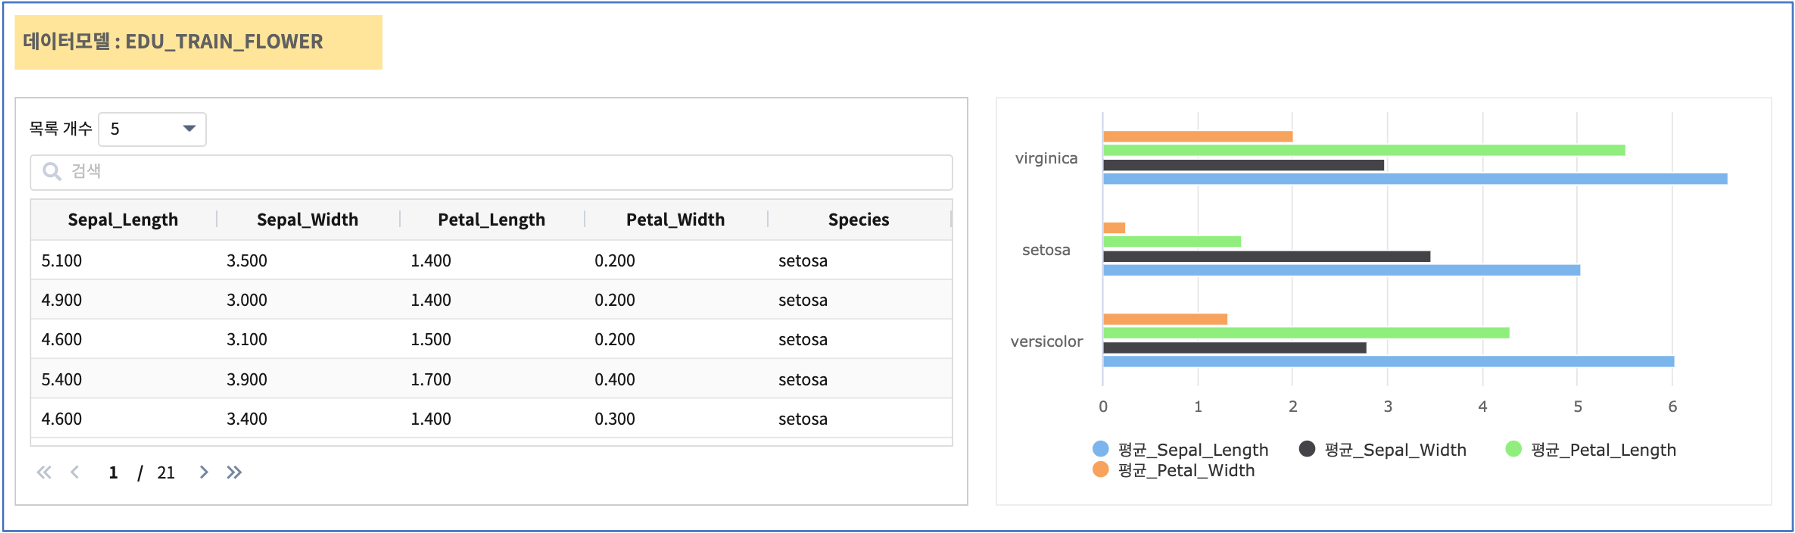 데이터모델 : EDU_TRAIN_FLOWER
목록 개수 5
검색
Sepal_Length Sepal_Width Petal_Length Petal_Width Species
5.100 3.500 1.400 0.200 setosa
4.900 3.000 1.400 0.200 setosa
4.600 3.100 1.500 0.200 setosa
5.400 3.900 1.700 0.400 setosa
4.600 3.400 1.400 0.300 setosa
1 / 21
virginica
setosa
versicolor
0 1 2 3 4 5 6
평균_Sepal_Length 평균_Sepal_Width 평균_Petal_Length
평균_Petal_Width